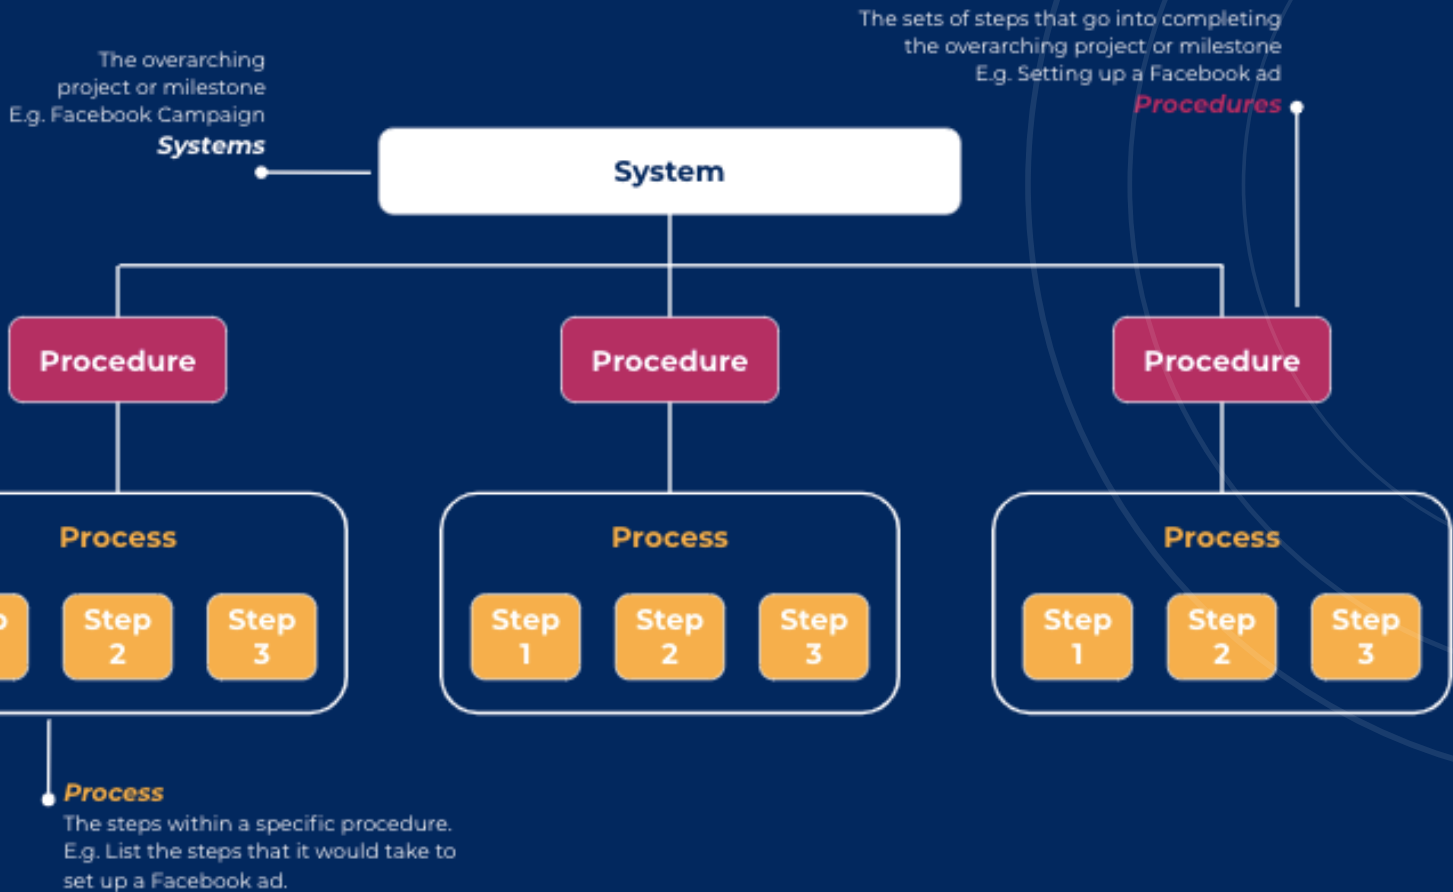 The sets of steps that go into completing
the overarching project or milestone
E.g. Setting up a Facebook ad
Procedures
The overarching
project or milestone
E.g. Facebook Campaign
Systems
System
Procedure
Procedure
Procedure
Process
Process
Process
Step
2
Step
3
Step
1
Step
2
Step
3
Step
1
Step
2
Step
3
Process
The steps within a specific procedure.
E.g. List the steps that it would take to
set up a Facebook ad.